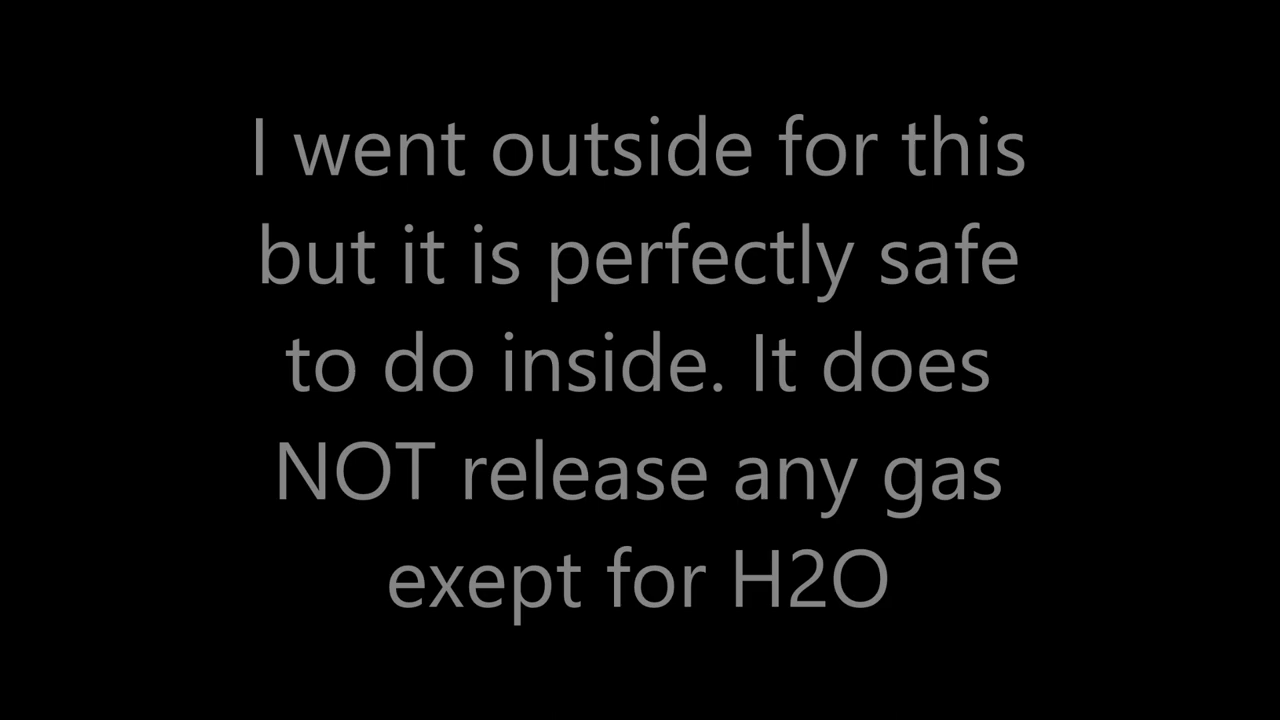 I went outside for this
but it is perfectly safe
to do inside. It does
NOT release any gas
exept for H2O